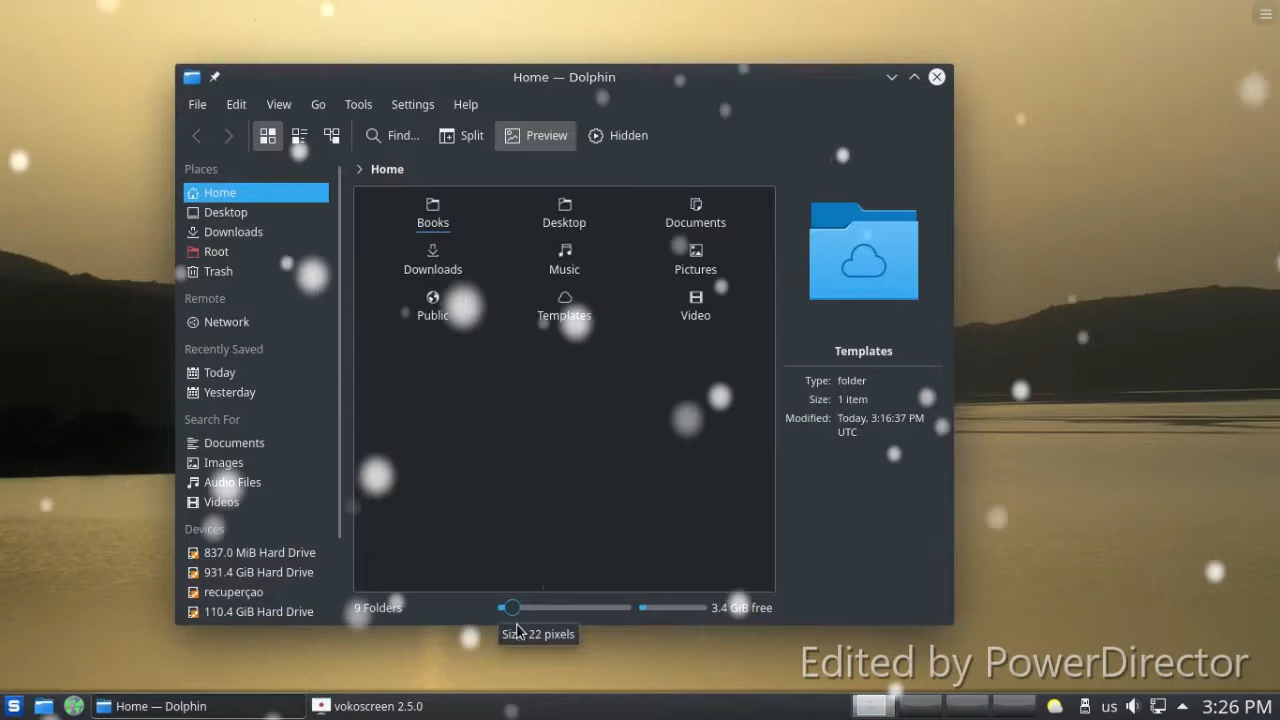 Home — Dolphin
File Edit View Go Tools Settings Help
Find... Split Preview Hidden
Places
Home
Desktop
Downloads
Root
Trash
Remote
Network
Recently Saved
Today
Yesterday
Search For
Documents
Images
Audio Files
Videos
Devices
837.0 MiB Hard Drive
931.4 GiB Hard Drive
recuperçao
110.4 GiB Hard Drive
Home
Books Desktop Documents
Downloads Music Pictures
Public Templates Video
Templates
Type: folder
Size: 1 item
Modified: Today, 3:16:37 PM
UTC
9 Folders 3.4 GiB free
Size: 22 pixels
Edited by PowerDirector
Home — Dolphin vokoscreen 2.5.0 us 3:26 PM